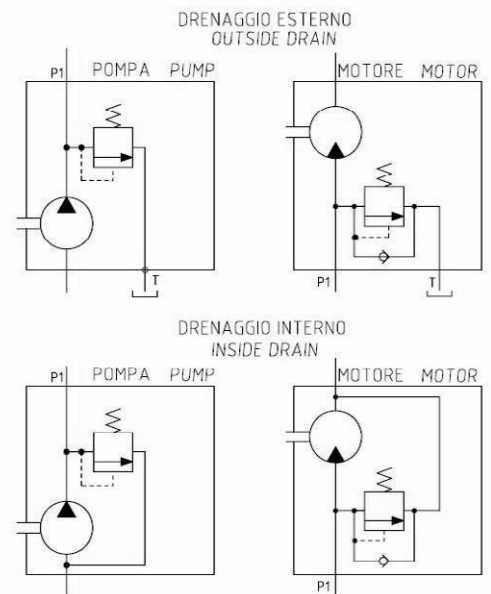 DRENAGGIO ESTERNO
OUTSIDE DRAIN
P1 POMPA PUMP
MOTORE MOTOR
T
P1 T
DRENAGGIO INTERNO
INSIDE DRAIN
P1 POMPA PUMP
MOTORE MOTOR
P1